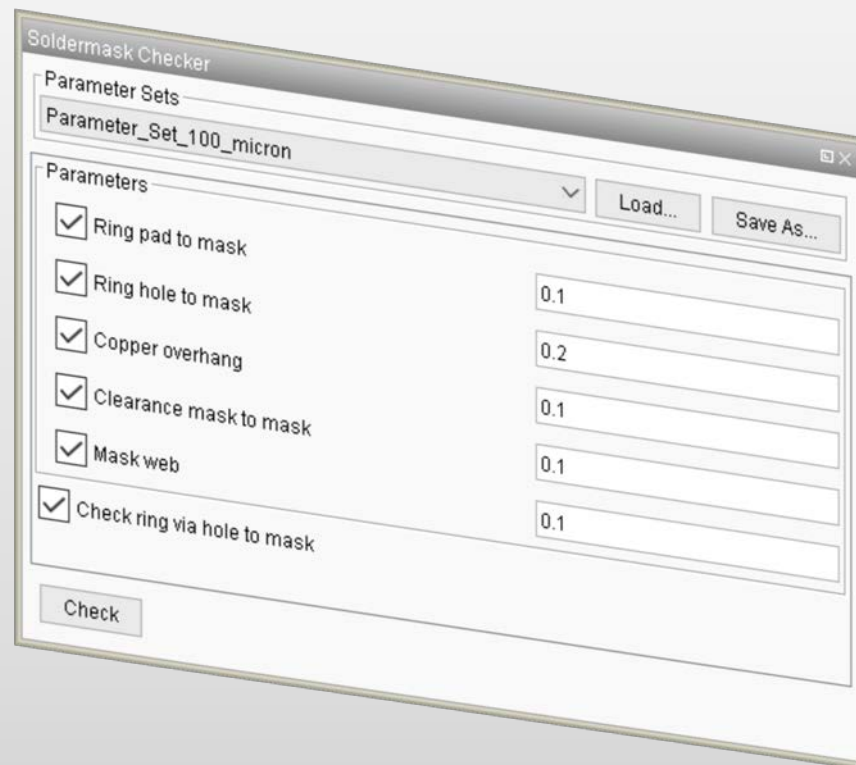 Soldermask Checker
Parameter Sets
Parameter_Set_100_micron
Load...
Save As...
Parameters
Ring pad to mask
0.1
Ring hole to mask
0.2
Copper overhang
0.1
Clearance mask to mask
0.1
Mask web
0.1
Check ring via hole to mask
Check